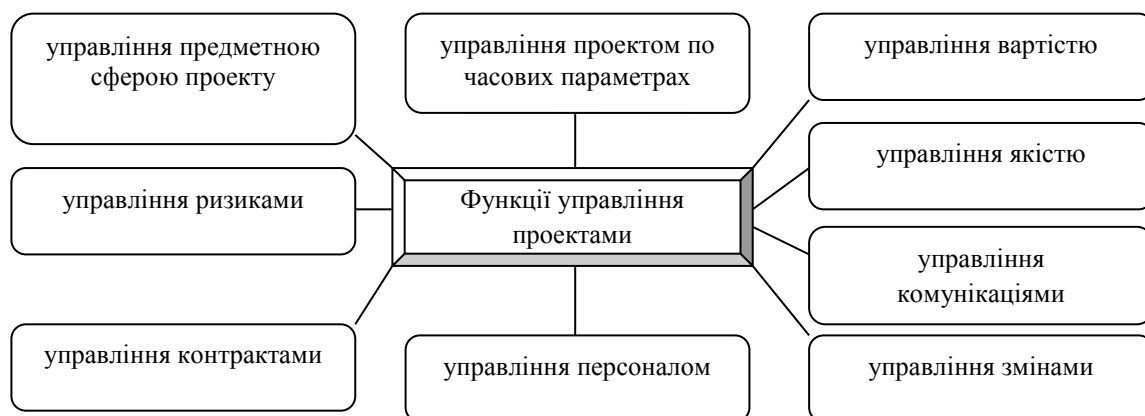 управління предметною
сферою проекту
управління проектом по
часових параметрах
управління вартістю
управління якістю
управління ризиками
Функції управління
проектами
управління
комунікаціями
управління контрактами
управління персоналом
управління змінами